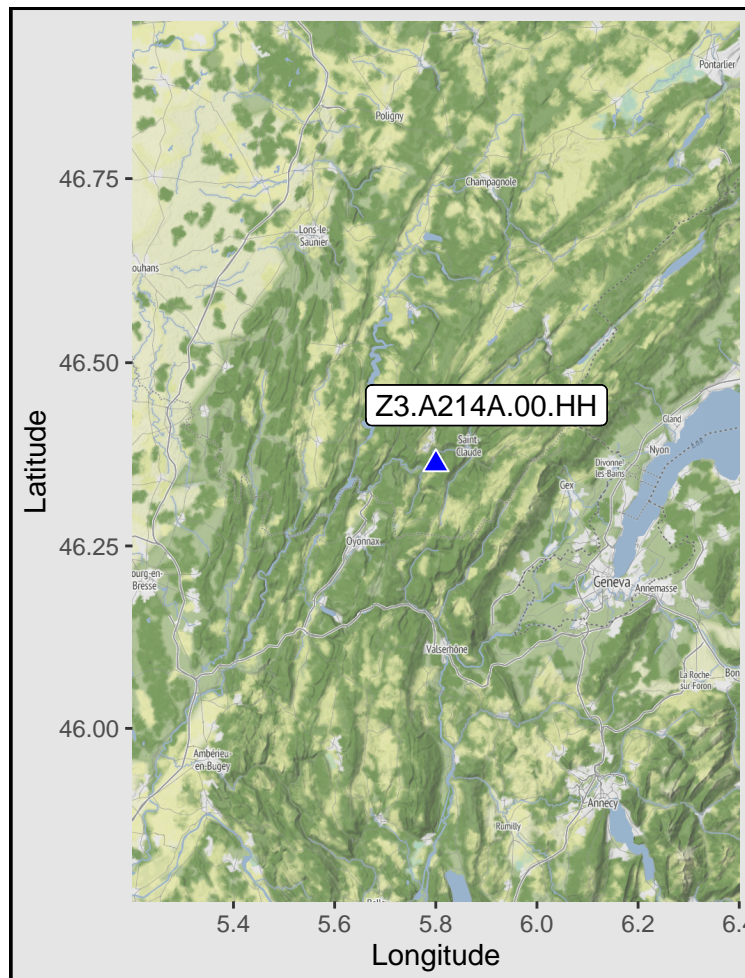 Pontarlier
Poligny
46.75
Champagnole
Lons-le-
Saunier
ouhans
46.50
Z3.A214A.00.HH
Gland
Saint
Claude
Nyon
Divonne
les-Bains
Gex
Latitude
46.25
Oyonnax
ourg-en-
Bresse
Geneva
Annemasse
Valserhône
La Roche
sur-Foron
Bon
46.00
Ambérieu-
en-Bugey
Annecy
Rumilly
5.4
5.6
5.8
6.0
6.2
6.4
Longitude